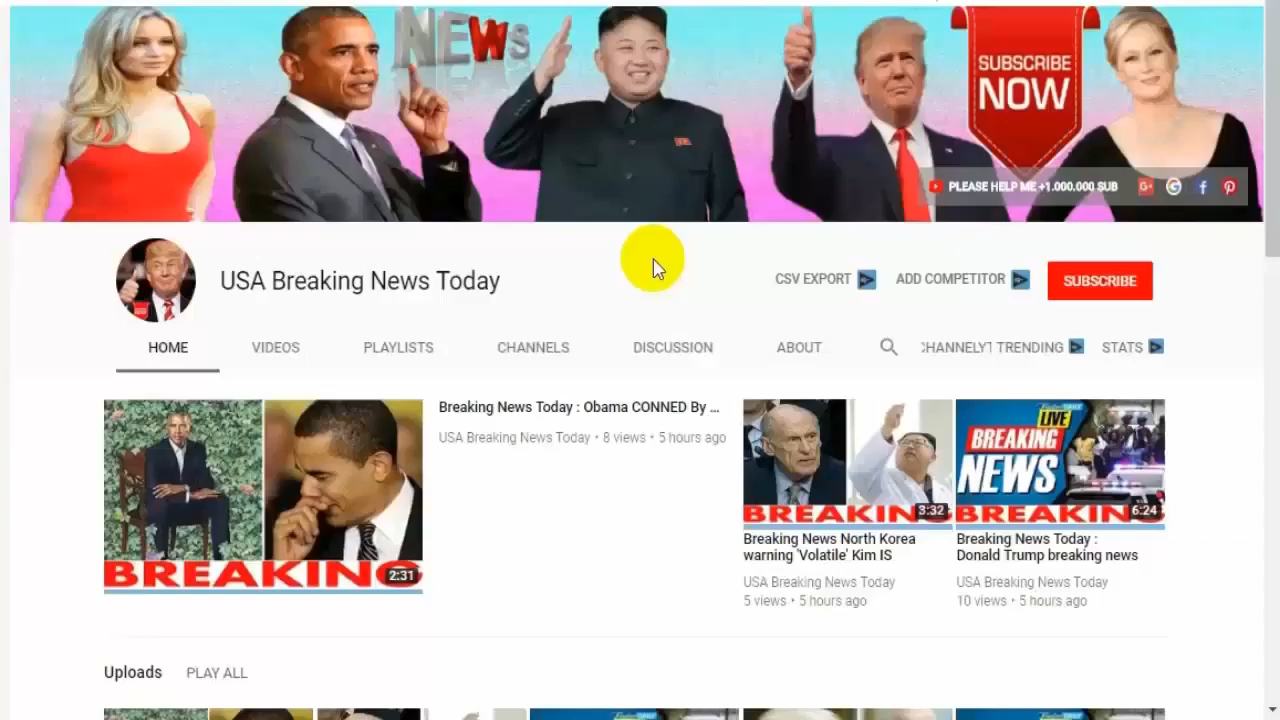 NEWS
SUBSCRIBE
NOW
PLEASE HELP ME +1.000.000 SUB
USA Breaking News Today
CSV EXPORT
ADD COMPETITOR
SUBSCRIBE
HOME
VIDEOS
PLAYLISTS
CHANNELS
DISCUSSION
ABOUT
CHANNELYT TRENDING
STATS
BREAKING
2:31
Breaking News Today : Obama CONNED By ...
USA Breaking News Today • 8 views • 5 hours ago
BREAKIN
3:32
Breaking News North Korea
warning 'Volatile' Kim IS
USA Breaking News Today
5 views • 5 hours ago
LIVE
BREAKING
NEWS
BREAKIN
6:24
Breaking News Today :
Donald Trump breaking news
USA Breaking News Today
10 views • 5 hours ago
Uploads
PLAY ALL